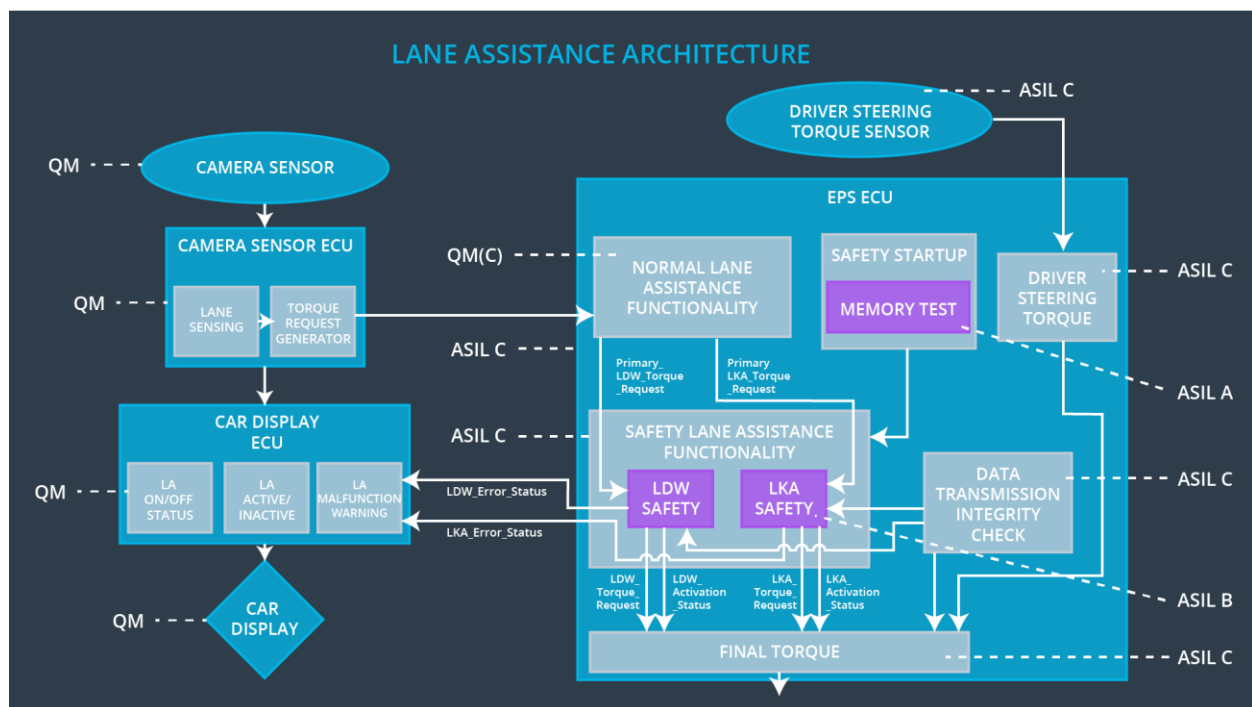 LANE ASSISTANCE ARCHITECTURE
ASIL C
DRIVER STEERING
TORQUE SENSOR
QM
CAMERA SENSOR
EPS ECU
CAMERA SENSOR ECU
QM(C)
NORMAL LANE
ASSISTANCE
FUNCTIONALITY
SAFETY STARTUP
MEMORY TEST
DRIVER
STEERING
TORQUE
ASIL C
QM
LANE
SENSING
TORQUE
REQUEST
GENERATOR
ASIL C
Primary_
LDW_Torque
_Request
Primary
LKA_Torque
_Request
ASIL A
CAR DISPLAY
ECU
ASIL C
SAFETY LANE ASSISTANCE
FUNCTIONALITY
QM
LA
ON/OFF
STATUS
LA
ACTIVE/
INACTIVE
LA
MALFUNCTION
WARNING
LDW_Error_Status
LKA_Error_Status
LDW
SAFETY
LKA
SAFETY
DATA
TRANSMISSION
INTEGRITY
CHECK
ASIL C
LDW_
Torque_
Request
LDW_
Activation
_Status
LKA_
Torque_
Request
LKA_
Activation
_Status
ASIL B
QM
CAR
DISPLAY
FINAL TORQUE
ASIL C